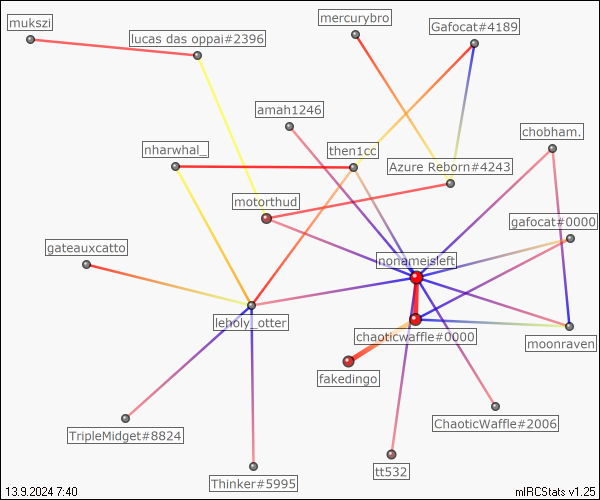 mukszi
lucas das oppai#2396
mercurybro
Gafocat#4189
amah1246
chobham.
nharwhal_
then1cc
Azure Reborn#4243
motorthud
gafocat#0000
gateauxcatto
nonameisleft
leholy_otter
chaoticwaffle#0000
moonraven
fakedingo
TripleMidget#8824
ChaoticWaffle#2006
Thinker#5995
tt532
13.9.2024 7:40
mIRCStats v1.25